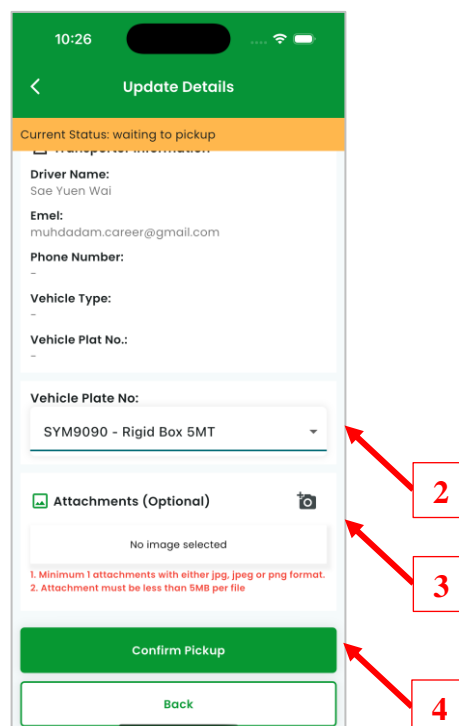 10:26
Update Details
Current Status: waiting to pickup
Transporter Information
Driver Name:
Sae Yuen Wai
Emel:
muhdadam.career@gmail.com
Phone Number:
-
Vehicle Type:
-
Vehicle Plat No.:
-
Vehicle Plate No:
SYM9090 - Rigid Box 5MT
2
Attachments (Optional)
No image selected
3
1. Minimum 1 attachments with either jpg, jpeg or png format.
2. Attachment must be less than 5MB per file
Confirm Pickup
Back
4